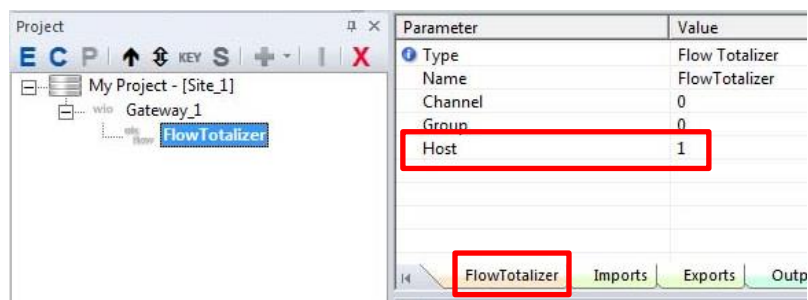 Project
E C P KEY S X
My Project - [Site_1]
wio Gateway_1
FlowTotalizer
Parameter Value
Type Flow Totalizer
Name FlowTotalizer
Channel 0
Group 0
Host 1
FlowTotalizer Imports Exports Outp